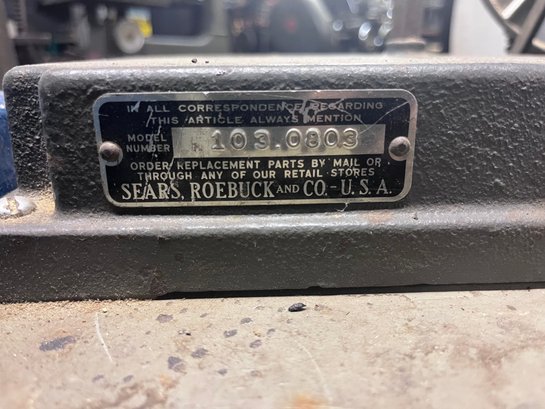 IN ALL CORRESPONDENCE REGARDING
THIS ARTICLE ALWAYS MENTION
MODEL NUMBER 103.0803
ORDER REPLACEMENT PARTS BY MAIL OR
THROUGH ANY OF OUR RETAIL STORES
SEARS, ROEBUCK AND CO. - U. S. A.